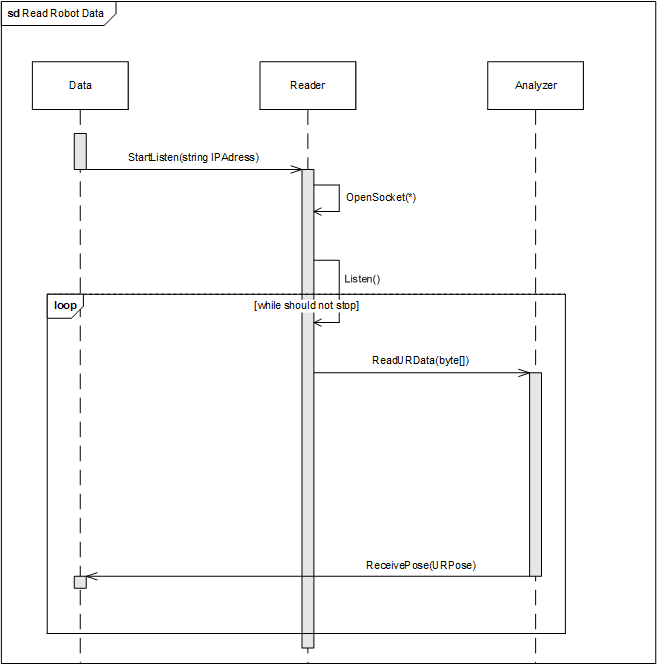 sd Read Robot Data
Data
Reader
Analyzer
StartListen(string IPAdress)
OpenSocket(*)
Listen()
loop
[while should not stop]
ReadURData(byte[])
ReceivePose(URPose)